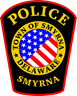 POLICE
TOWN OF SMYRNA
DELAWARE
SMYRNA